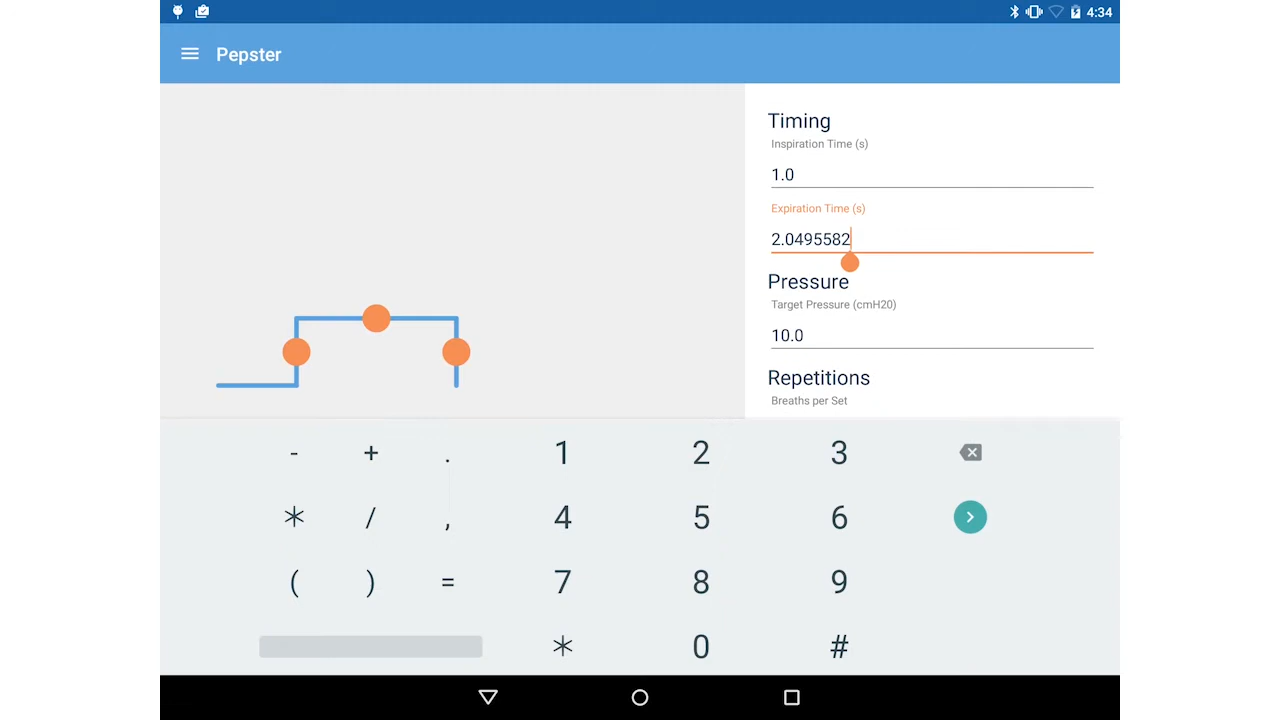 4:34
Pepster
Timing
Inspiration Time (s)
1.0
Expiration Time (s)
2.0495582
Pressure
Target Pressure (cmH20)
10.0
Repetitions
Breaths per Set
- + . 1 2 3
* / , 4 5 6
( ) = 7 8 9
* 0 #